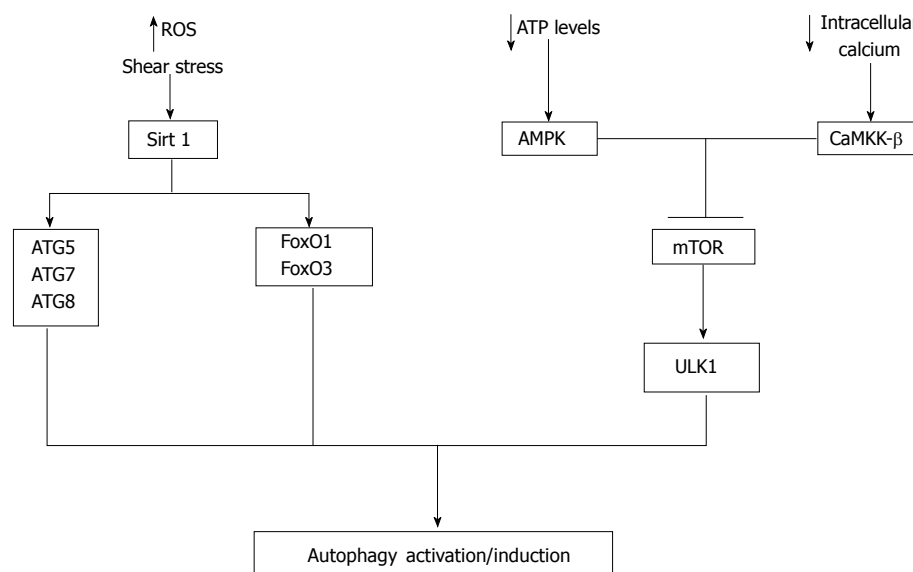 ROS
Shear stress
ATP levels
Intracellular
calcium
Sirt 1
AMPK
CaMKK-β
ATG5
ATG7
ATG8
FoxO1
FoxO3
mTOR
ULK1
Autophagy activation/induction